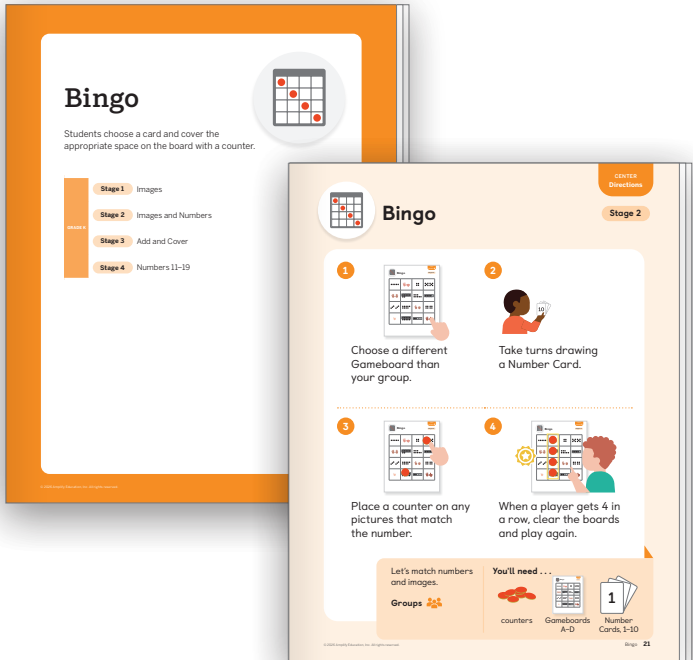 Bingo
Students choose a card and cover the
appropriate space on the board with a counter.
Stage 1 Images
Stage 2 Images and Numbers
Stage 3 Add and Cover
Stage 4 Numbers 11–19
CENTER
Directions
Bingo
Stage 2
1
Bingo
Choose a different
Gameboard than
your group.
2
10
Take turns drawing
a Number Card.
3
Bingo
Place a counter on any
pictures that match
the number.
4
Bingo
When a player gets 4 in
a row, clear the boards
and play again.
Let's match numbers
and images.
Groups
You'll need . . .
counters
Gameboards
A–D
1
Number
Cards, 1–10
Bingo 21